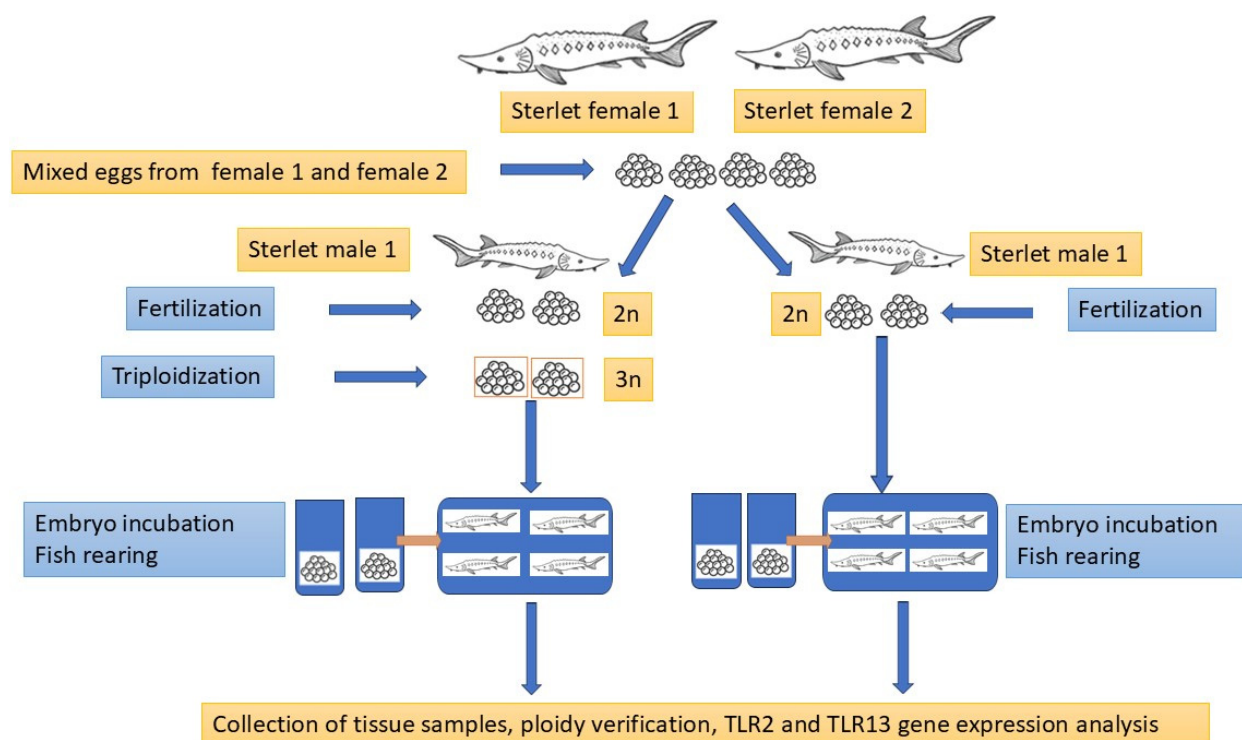 Sterlet female 1
Sterlet female 2
Mixed eggs from female 1 and female 2
Sterlet male 1
Sterlet male 1
Fertilization
2n
2n
Fertilization
Triploidization
3n
Embryo incubation
Fish rearing
Embryo incubation
Fish rearing
Collection of tissue samples, ploidy verification, TLR2 and TLR13 gene expression analysis